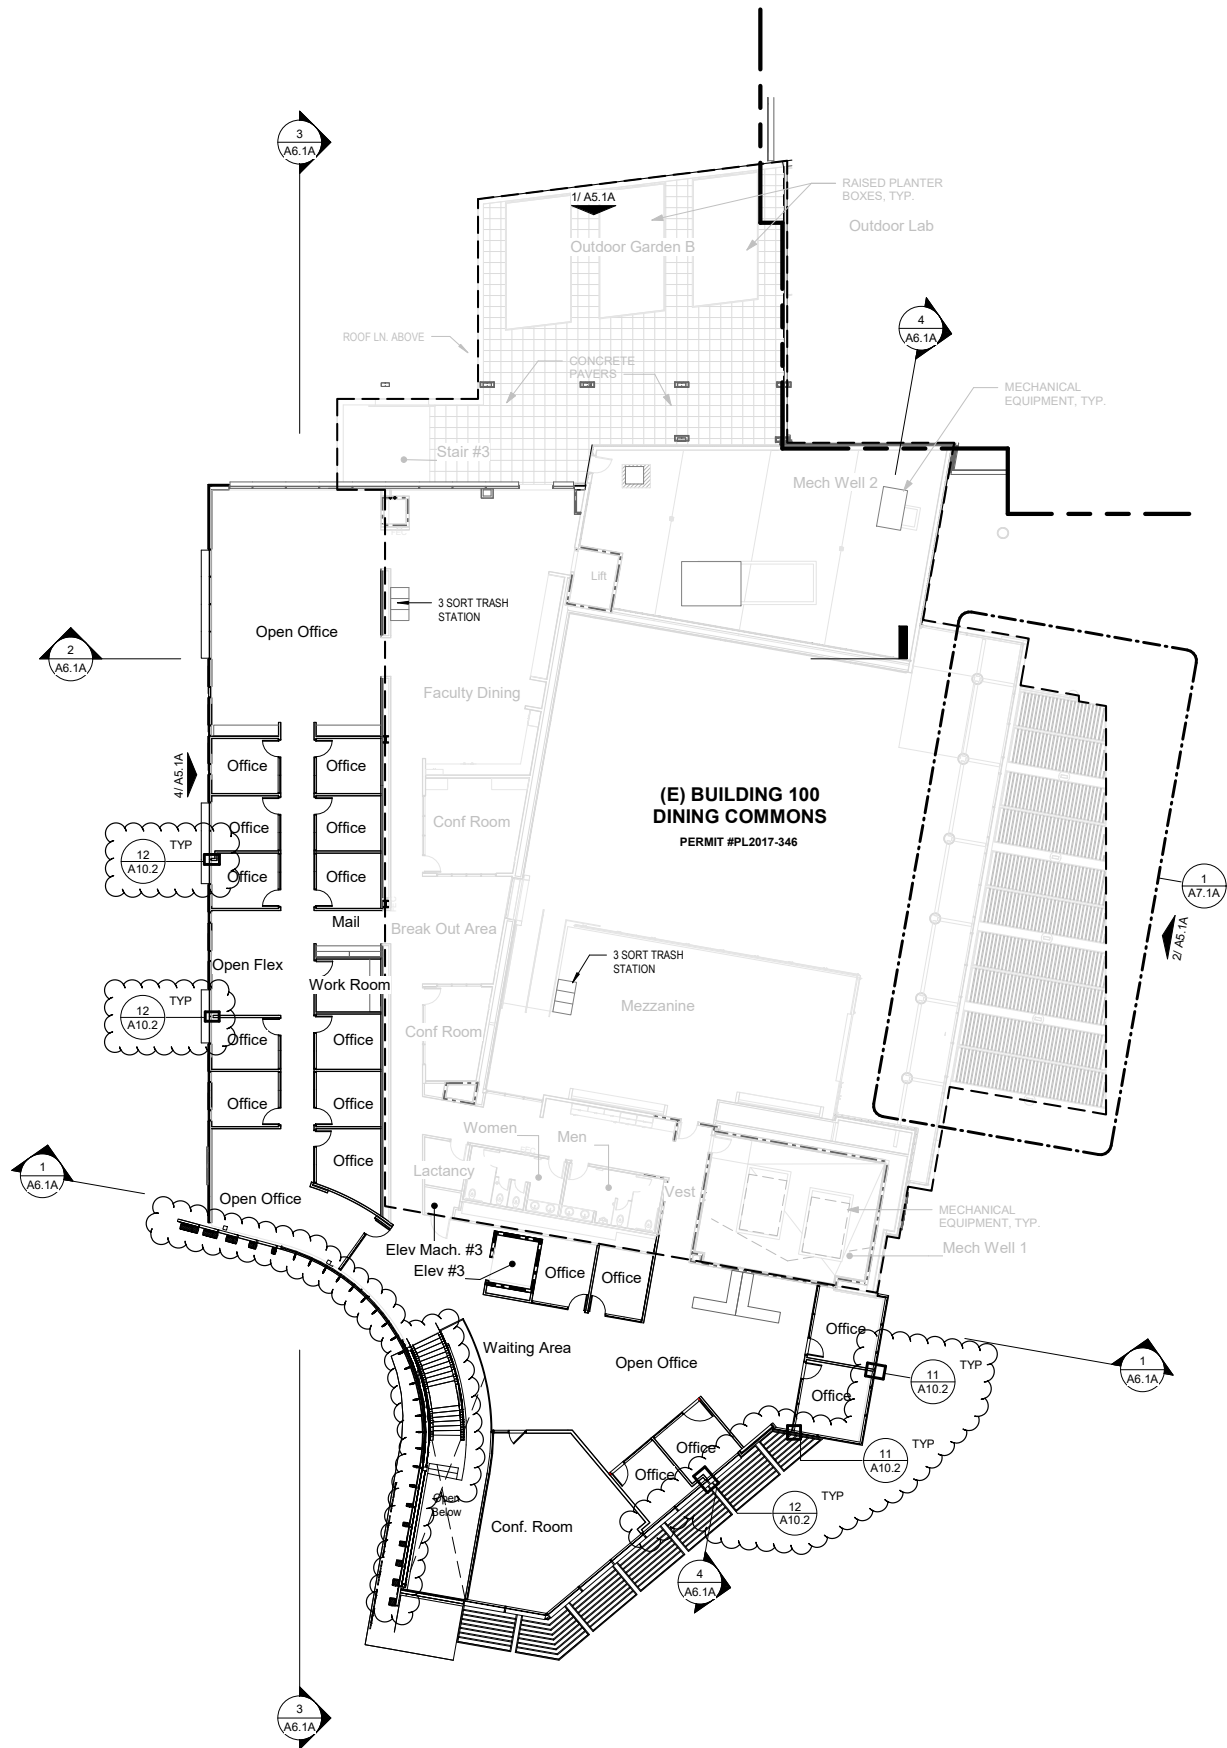 3
A6.1A
1/ A5.1A
RAISED PLANTER
BOXES, TYP.
Outdoor Lab
Outdoor Garden B
4
A6.1A
ROOF LN. ABOVE
CONCRETE
PAVERS
MECHANICAL
EQUIPMENT, TYP.
Stair #3
Mech Well 2
Lift
3 SORT TRASH
STATION
Open Office
2
A6.1A
Faculty Dining
4/ A5.1A
Office
Office
(E) BUILDING 100
DINING COMMONS
PERMIT #PL2017-346
Conf Room
Office
Office
TYP
12
A10.2
Office
Office
1
A7.1A
2/ A5.1A
Mail
Break Out Area
Open Flex
Work Room
3 SORT TRASH
STATION
Mezzanine
TYP
12
A10.2
Office
Office
Conf Room
Office
Office
Women
Men
Office
Lactancy
1
A6.1A
Open Office
Vest
MECHANICAL
EQUIPMENT, TYP.
Mech Well 1
Elev Mach. #3
Elev #3
Office
Office
Office
Waiting Area
Open Office
TYP
11
A10.2
1
A6.1A
Office
Office
TYP
11
A10.2
Office
Open
Below
TYP
12
A10.2
Conf. Room
4
A6.1A
3
A6.1A